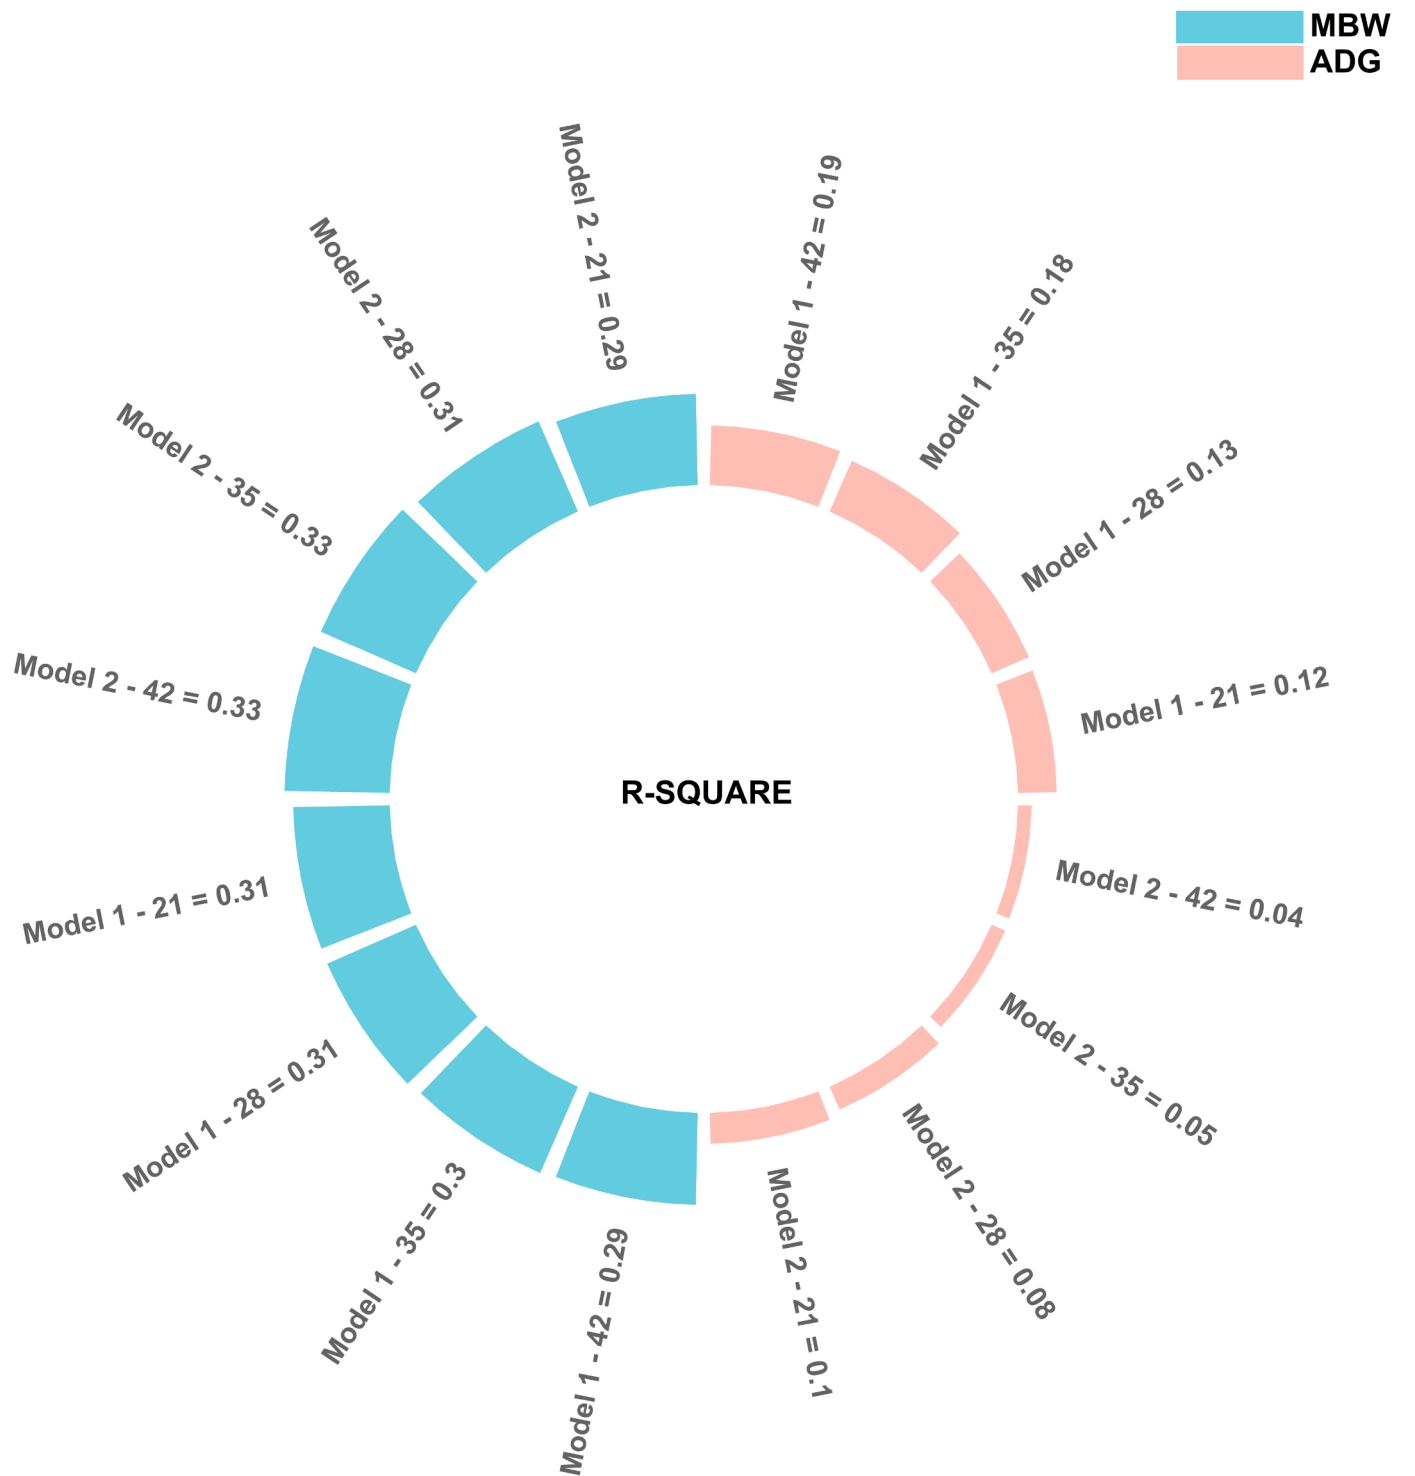 MBW
ADG
Model 1 - 42 = 0.19
Model 1 - 35 = 0.18
Model 1 - 28 = 0.13
Model 1 - 21 = 0.12
Model 2 - 42 = 0.04
Model 2 - 35 = 0.05
Model 2 - 28 = 0.08
Model 2 - 21 = 0.1
Model 1 - 42 = 0.29
Model 1 - 35 = 0.3
Model 1 - 28 = 0.31
Model 1 - 21 = 0.31
Model 2 - 42 = 0.33
Model 2 - 35 = 0.33
Model 2 - 28 = 0.31
Model 2 - 21 = 0.29
R-SQUARE